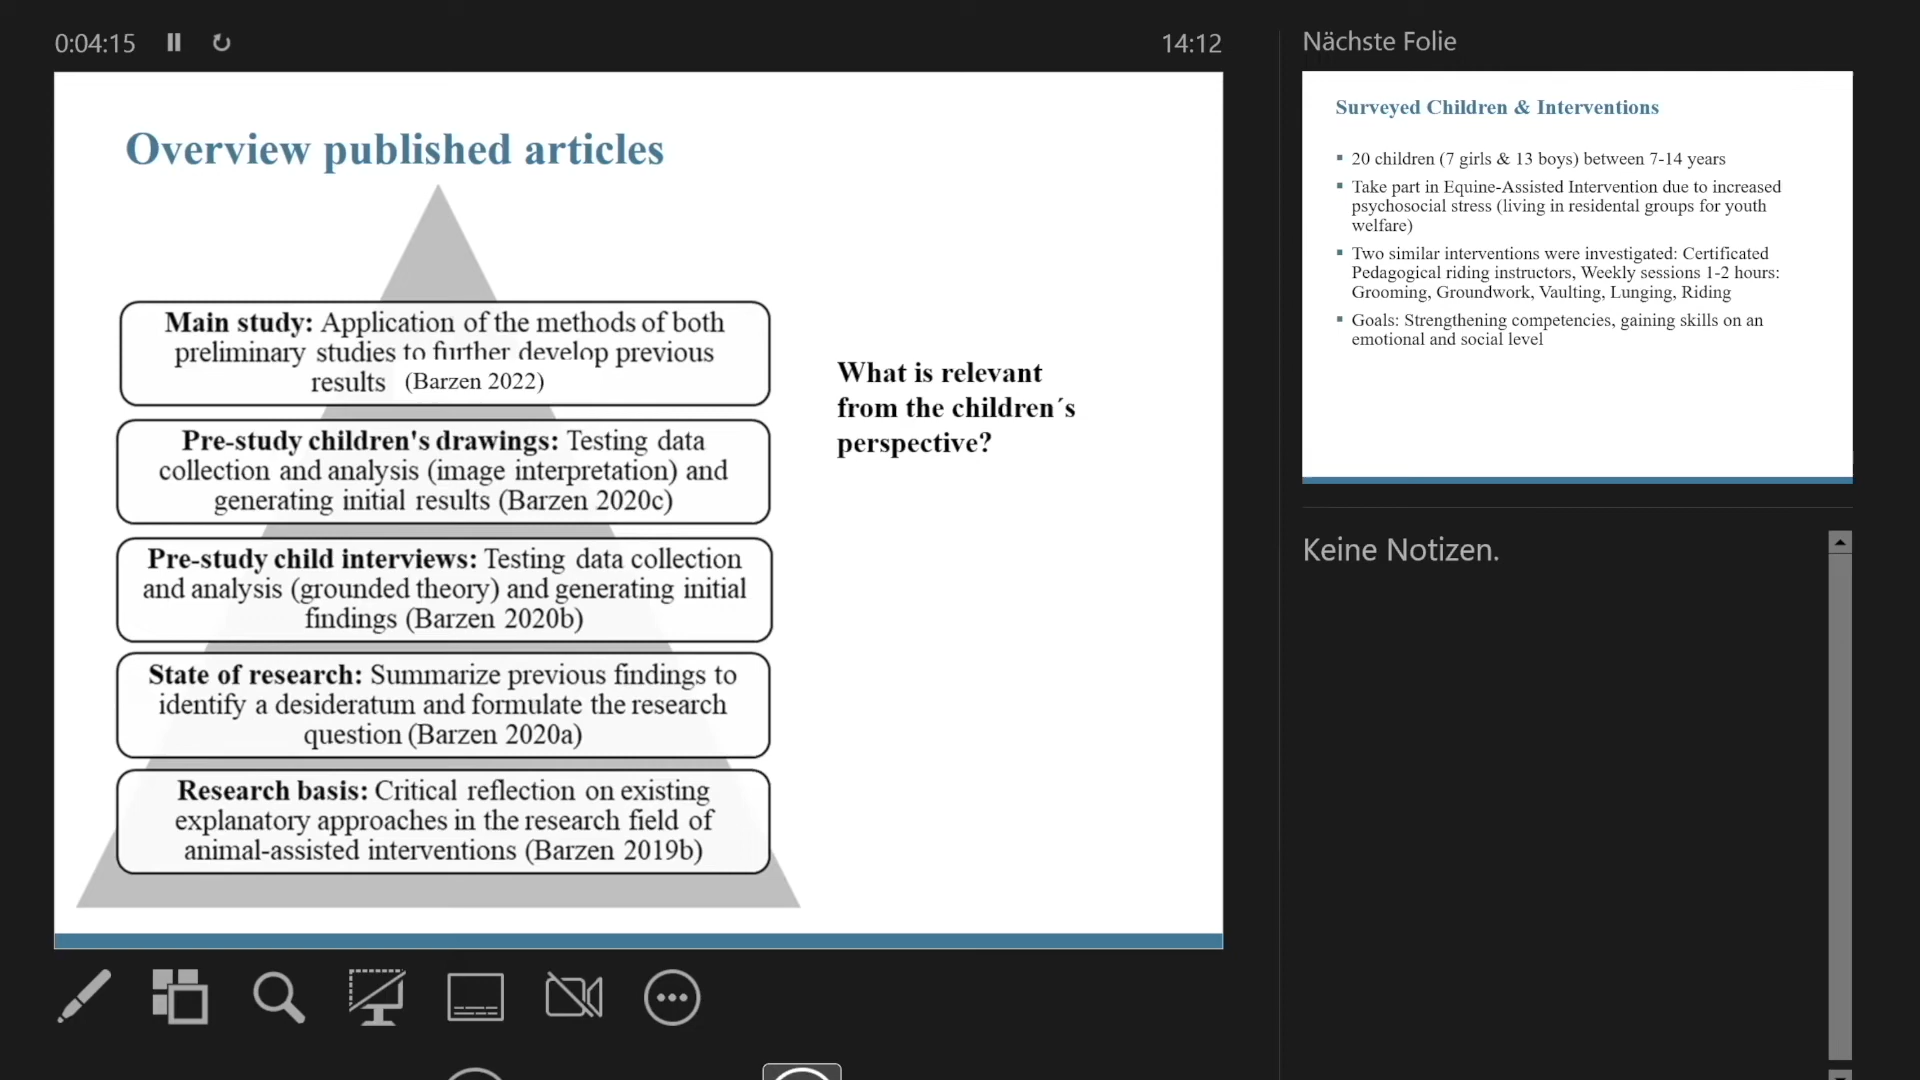 0:04:15
14:12
Nächste Folie
Overview published articles
Main study: Application of the methods of both
preliminary studies to further develop previous
results (Barzen 2022)
Pre-study children's drawings: Testing data
collection and analysis (image interpretation) and
generating initial results (Barzen 2020c)
Pre-study child interviews: Testing data collection
and analysis (grounded theory) and generating initial
findings (Barzen 2020b)
State of research: Summarize previous findings to
identify a desideratum and formulate the research
question (Barzen 2020a)
Research basis: Critical reflection on existing
explanatory approaches in the research field of
animal-assisted interventions (Barzen 2019b)
What is relevant
from the children´s
perspective?
Surveyed Children & Interventions
▪ 20 children (7 girls & 13 boys) between 7-14 years
▪ Take part in Equine-Assisted Intervention due to increased
psychosocial stress (living in residental groups for youth
welfare)
▪ Two similar interventions were investigated: Certificated
Pedagogical riding instructors, Weekly sessions 1-2 hours:
Grooming, Groundwork, Vaulting, Lunging, Riding
▪ Goals: Strengthening competencies, gaining skills on an
emotional and social level
Keine Notizen.